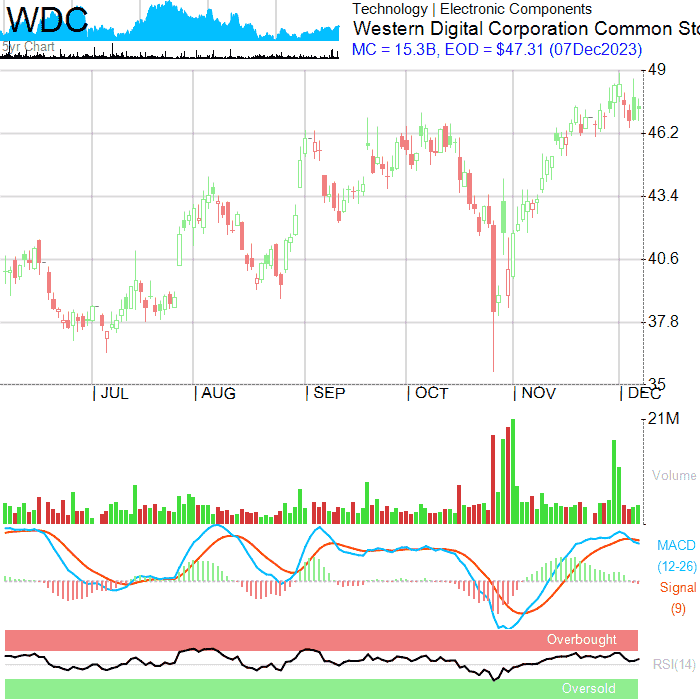 WDC
5yr Chart
Technology | Electronic Components
Western Digital Corporation Common Sto
MC = 15.3B, EOD = $47.31 (07Dec2023)
49
46.2
43.4
40.6
37.8
35
JUL AUG SEP OCT NOV DEC
21M
Volume
MACD
(12-26)
Signal
(9)
Overbought
RSI(14)
Oversold